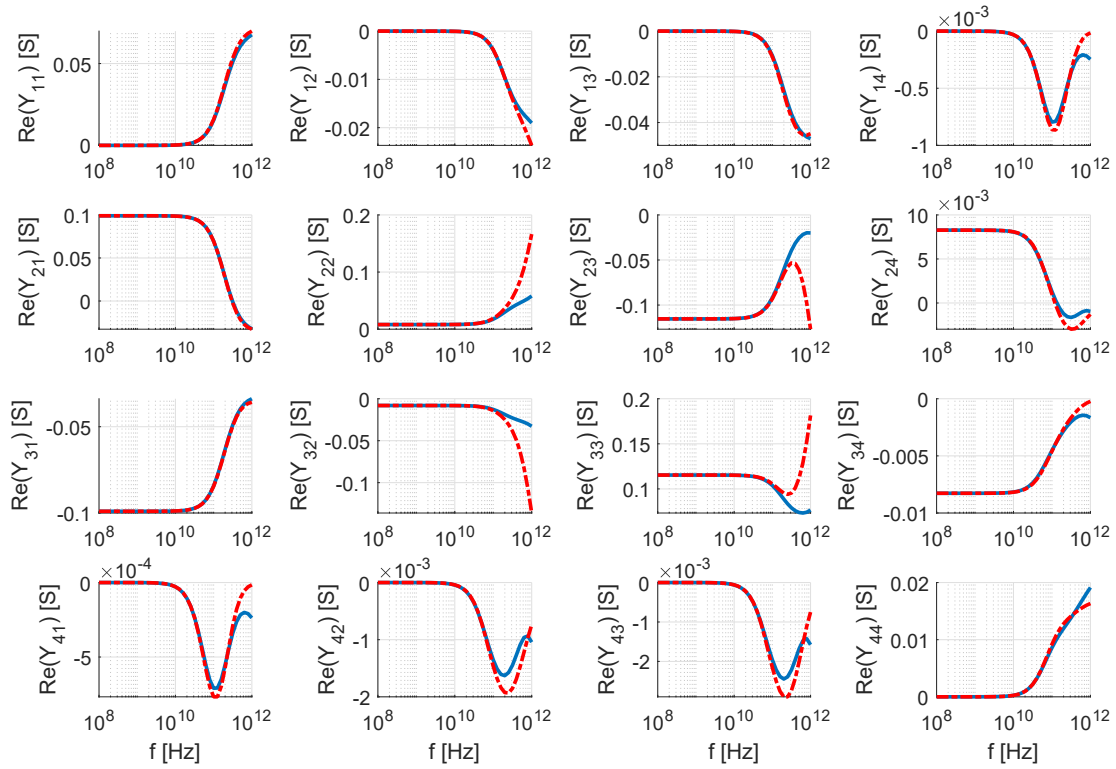 Re(Y11) [S]
0.05
0
10^8 10^10 10^12
Re(Y12) [S]
0
-0.01
-0.02
10^8 10^10 10^12
Re(Y13) [S]
0
-0.02
-0.04
10^8 10^10 10^12
×10^-3
Re(Y14) [S]
0
-0.5
-1
10^8 10^10 10^12
Re(Y21) [S]
0.1
0.05
0
10^8 10^10 10^12
Re(Y22) [S]
0.2
0.1
0
10^8 10^10 10^12
Re(Y23) [S]
0
-0.05
-0.1
10^8 10^10 10^12
×10^-3
Re(Y24) [S]
10
5
0
10^8 10^10 10^12
Re(Y31) [S]
-0.05
-0.1
10^8 10^10 10^12
Re(Y32) [S]
0
-0.05
-0.1
10^8 10^10 10^12
Re(Y33) [S]
0.2
0.15
0.1
10^8 10^10 10^12
Re(Y34) [S]
0
-0.005
-0.01
10^8 10^10 10^12
×10^-4
Re(Y41) [S]
0
-5
10^8 10^10 10^12
f [Hz]
×10^-3
Re(Y42) [S]
0
-1
-2
10^8 10^10 10^12
f [Hz]
×10^-3
Re(Y43) [S]
0
-1
-2
10^8 10^10 10^12
f [Hz]
Re(Y44) [S]
0.02
0.01
0
10^8 10^10 10^12
f [Hz]